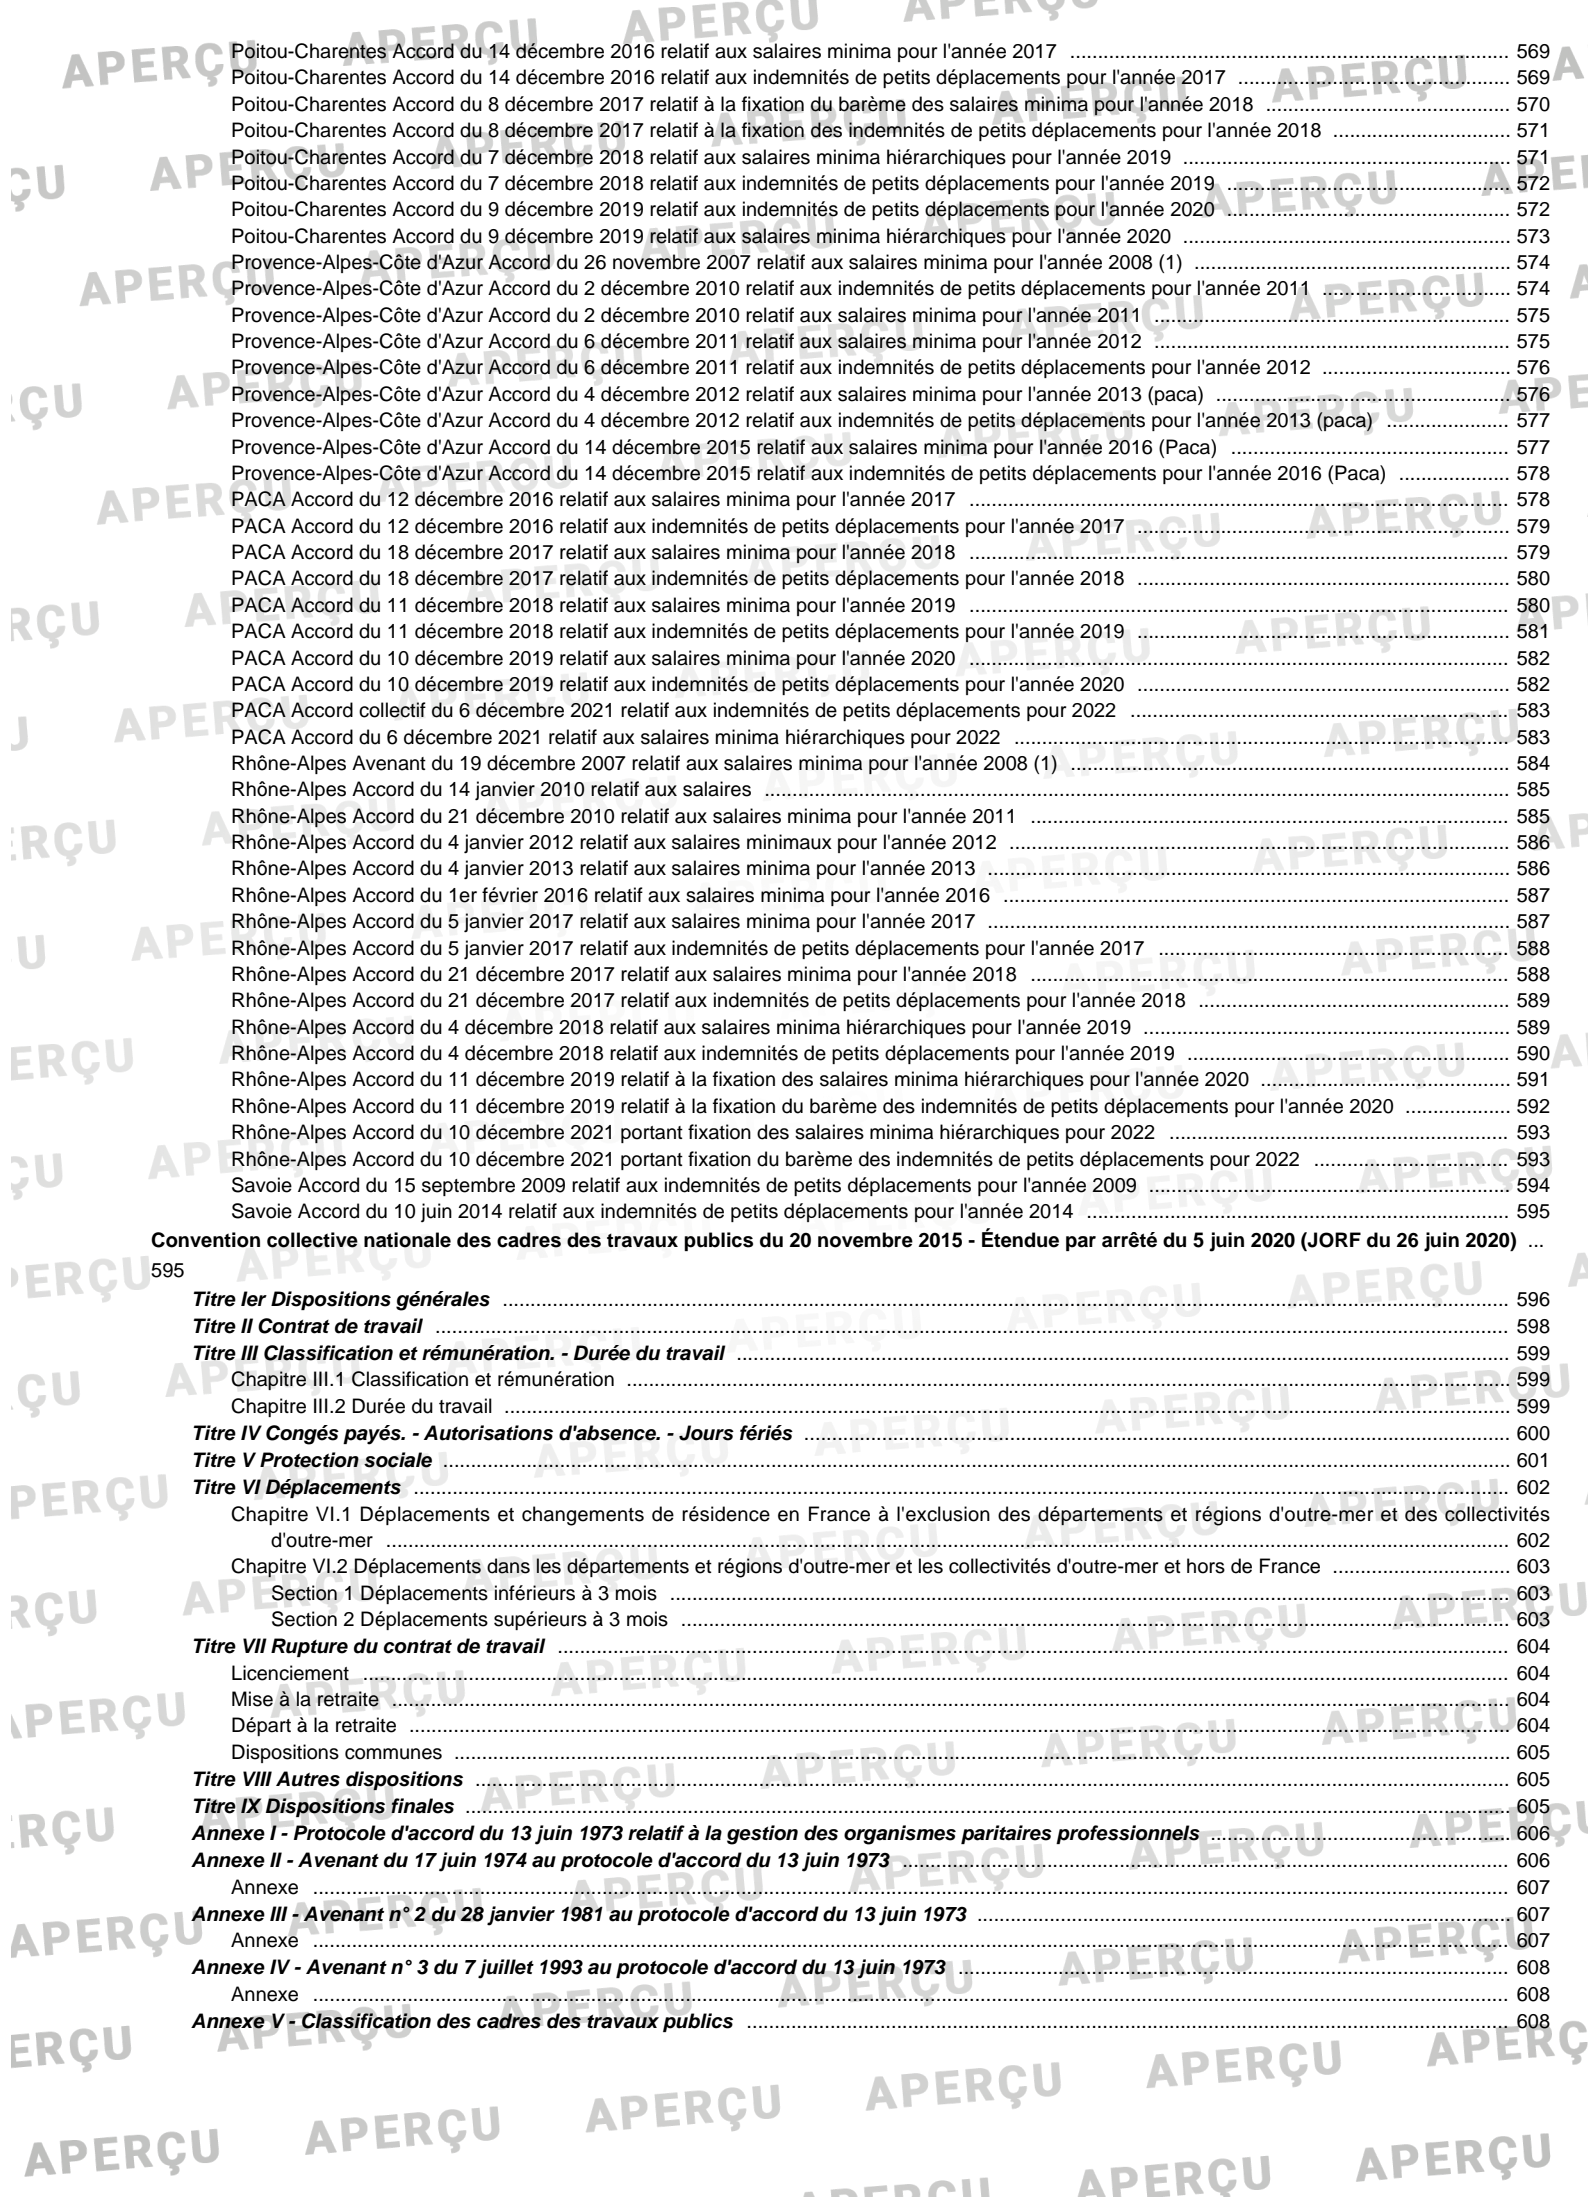 Poitou-Charentes Accord du 14 décembre 2016 relatif aux salaires minima pour l'année 2017 ... 569
Poitou-Charentes Accord du 14 décembre 2016 relatif aux indemnités de petits déplacements pour l'année 2017 ... 569
Poitou-Charentes Accord du 8 décembre 2017 relatif à la fixation du barème des salaires minima pour l'année 2018 ... 570
Poitou-Charentes Accord du 8 décembre 2017 relatif à la fixation des indemnités de petits déplacements pour l'année 2018 ... 571
Poitou-Charentes Accord du 7 décembre 2018 relatif aux salaires minima hiérarchiques pour l'année 2019 ... 571
Poitou-Charentes Accord du 7 décembre 2018 relatif aux indemnités de petits déplacements pour l'année 2019 ... 572
Poitou-Charentes Accord du 9 décembre 2019 relatif aux indemnités de petits déplacements pour l'année 2020 ... 572
Poitou-Charentes Accord du 9 décembre 2019 relatif aux salaires minima hiérarchiques pour l'année 2020 ... 573
Provence-Alpes-Côte d'Azur Accord du 26 novembre 2007 relatif aux salaires minima pour l'année 2008 (1) ... 574
Provence-Alpes-Côte d'Azur Accord du 2 décembre 2010 relatif aux indemnités de petits déplacements pour l'année 2011 ... 574
Provence-Alpes-Côte d'Azur Accord du 2 décembre 2010 relatif aux salaires minima pour l'année 2011 ... 575
Provence-Alpes-Côte d'Azur Accord du 6 décembre 2011 relatif aux salaires minima pour l'année 2012 ... 575
Provence-Alpes-Côte d'Azur Accord du 6 décembre 2011 relatif aux indemnités de petits déplacements pour l'année 2012 ... 576
Provence-Alpes-Côte d'Azur Accord du 4 décembre 2012 relatif aux salaires minima pour l'année 2013 (paca) ... 576
Provence-Alpes-Côte d'Azur Accord du 4 décembre 2012 relatif aux indemnités de petits déplacements pour l'année 2013 (paca) ... 577
Provence-Alpes-Côte d'Azur Accord du 14 décembre 2015 relatif aux salaires minima pour l'année 2016 (Paca) ... 577
Provence-Alpes-Côte d'Azur Accord du 14 décembre 2015 relatif aux indemnités de petits déplacements pour l'année 2016 (Paca) ... 578
PACA Accord du 12 décembre 2016 relatif aux salaires minima pour l'année 2017 ... 578
PACA Accord du 12 décembre 2016 relatif aux indemnités de petits déplacements pour l'année 2017 ... 579
PACA Accord du 18 décembre 2017 relatif aux salaires minima pour l'année 2018 ... 579
PACA Accord du 18 décembre 2017 relatif aux indemnités de petits déplacements pour l'année 2018 ... 580
PACA Accord du 11 décembre 2018 relatif aux salaires minima pour l'année 2019 ... 580
PACA Accord du 11 décembre 2018 relatif aux indemnités de petits déplacements pour l'année 2019 ... 581
PACA Accord du 10 décembre 2019 relatif aux salaires minima pour l'année 2020 ... 582
PACA Accord du 10 décembre 2019 relatif aux indemnités de petits déplacements pour l'année 2020 ... 582
PACA Accord collectif du 6 décembre 2021 relatif aux indemnités de petits déplacements pour 2022 ... 583
PACA Accord du 6 décembre 2021 relatif aux salaires minima hiérarchiques pour 2022 ... 583
Rhône-Alpes Avenant du 19 décembre 2007 relatif aux salaires minima pour l'année 2008 (1) ... 584
Rhône-Alpes Accord du 14 janvier 2010 relatif aux salaires ... 585
Rhône-Alpes Accord du 21 décembre 2010 relatif aux salaires minima pour l'année 2011 ... 585
Rhône-Alpes Accord du 4 janvier 2012 relatif aux salaires minimaux pour l'année 2012 ... 586
Rhône-Alpes Accord du 4 janvier 2013 relatif aux salaires minima pour l'année 2013 ... 586
Rhône-Alpes Accord du 1er février 2016 relatif aux salaires minima pour l'année 2016 ... 587
Rhône-Alpes Accord du 5 janvier 2017 relatif aux salaires minima pour l'année 2017 ... 587
Rhône-Alpes Accord du 5 janvier 2017 relatif aux indemnités de petits déplacements pour l'année 2017 ... 588
Rhône-Alpes Accord du 21 décembre 2017 relatif aux salaires minima pour l'année 2018 ... 588
Rhône-Alpes Accord du 21 décembre 2017 relatif aux indemnités de petits déplacements pour l'année 2018 ... 589
Rhône-Alpes Accord du 4 décembre 2018 relatif aux salaires minima hiérarchiques pour l'année 2019 ... 589
Rhône-Alpes Accord du 4 décembre 2018 relatif aux indemnités de petits déplacements pour l'année 2019 ... 590
Rhône-Alpes Accord du 11 décembre 2019 relatif à la fixation des salaires minima hiérarchiques pour l'année 2020 ... 591
Rhône-Alpes Accord du 11 décembre 2019 relatif à la fixation du barème des indemnités de petits déplacements pour l'année 2020 ... 592
Rhône-Alpes Accord du 10 décembre 2021 portant fixation des salaires minima hiérarchiques pour 2022 ... 593
Rhône-Alpes Accord du 10 décembre 2021 portant fixation du barème des indemnités de petits déplacements pour 2022 ... 593
Savoie Accord du 15 septembre 2009 relatif aux indemnités de petits déplacements pour l'année 2009 ... 594
Savoie Accord du 10 juin 2014 relatif aux indemnités de petits déplacements pour l'année 2014 ... 595
Convention collective nationale des cadres des travaux publics du 20 novembre 2015 - Étendue par arrêté du 5 juin 2020 (JORF du 26 juin 2020) ...
595
Titre Ier Dispositions générales ... 596
Titre II Contrat de travail ... 598
Titre III Classification et rémunération. - Durée du travail ... 599
Chapitre III.1 Classification et rémunération ... 599
Chapitre III.2 Durée du travail ... 599
Titre IV Congés payés. - Autorisations d'absence. - Jours fériés ... 600
Titre V Protection sociale ... 601
Titre VI Déplacements ... 602
Chapitre VI.1 Déplacements et changements de résidence en France à l'exclusion des départements et régions d'outre-mer et des collectivités
d'outre-mer ... 602
Chapitre VI.2 Déplacements dans les départements et régions d'outre-mer et les collectivités d'outre-mer et hors de France ... 603
Section 1 Déplacements inférieurs à 3 mois ... 603
Section 2 Déplacements supérieurs à 3 mois ... 603
Titre VII Rupture du contrat de travail ... 604
Licenciement ... 604
Mise à la retraite ... 604
Départ à la retraite ... 604
Dispositions communes ... 605
Titre VIII Autres dispositions ... 605
Titre IX Dispositions finales ... 605
Annexe I - Protocole d'accord du 13 juin 1973 relatif à la gestion des organismes paritaires professionnels ... 606
Annexe II - Avenant du 17 juin 1974 au protocole d'accord du 13 juin 1973 ... 606
Annexe ... 607
Annexe III - Avenant n° 2 du 28 janvier 1981 au protocole d'accord du 13 juin 1973 ... 607
Annexe ... 607
Annexe IV - Avenant n° 3 du 7 juillet 1993 au protocole d'accord du 13 juin 1973 ... 608
Annexe ... 608
Annexe V - Classification des cadres des travaux publics ... 608
APERÇU